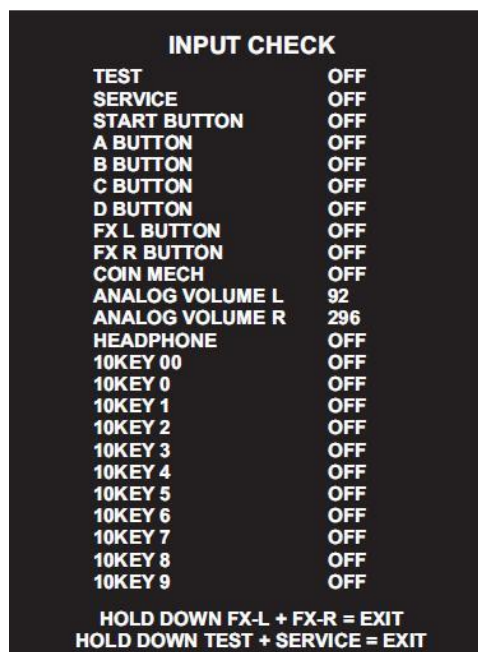 INPUT CHECK
TEST OFF
SERVICE OFF
START BUTTON OFF
A BUTTON OFF
B BUTTON OFF
C BUTTON OFF
D BUTTON OFF
FX L BUTTON OFF
FX R BUTTON OFF
COIN MECH OFF
ANALOG VOLUME L 92
ANALOG VOLUME R 296
HEADPHONE OFF
10KEY 00 OFF
10KEY 0 OFF
10KEY 1 OFF
10KEY 2 OFF
10KEY 3 OFF
10KEY 4 OFF
10KEY 5 OFF
10KEY 6 OFF
10KEY 7 OFF
10KEY 8 OFF
10KEY 9 OFF
HOLD DOWN FX-L + FX-R = EXIT
HOLD DOWN TEST + SERVICE = EXIT